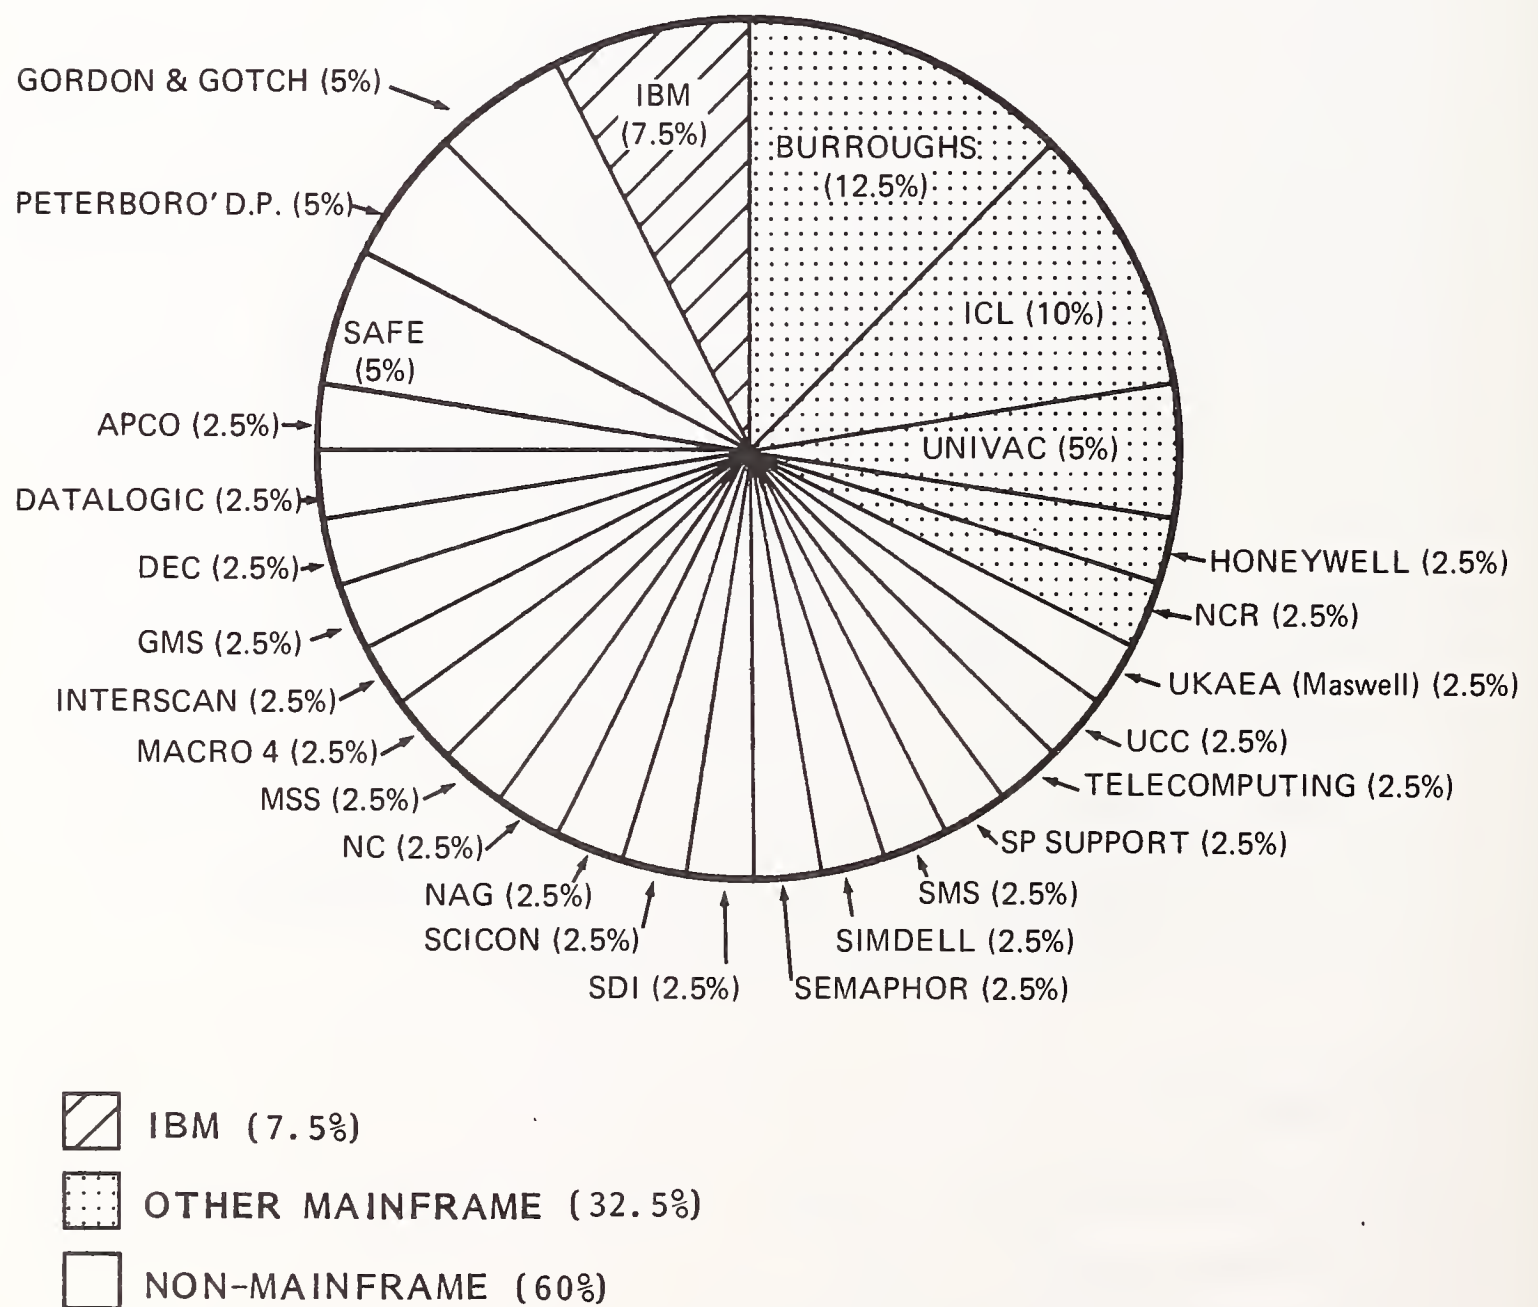 GORDON & GOTCH (5%)
IBM
(7.5%)
BURROUGHS
(12.5%)
PETERBORO' D.P. (5%)
ICL (10%)
SAFE
(5%)
APCO (2.5%)
UNIVAC (5%)
DATALOGIC (2.5%)
DEC (2.5%)
HONEYWELL (2.5%)
NCR (2.5%)
GMS (2.5%)
UKAEA (Maswell) (2.5%)
INTERSCAN (2.5%)
UCC (2.5%)
MACRO 4 (2.5%)
TELECOMPUTING (2.5%)
MSS (2.5%)
SP SUPPORT (2.5%)
NC (2.5%)
NAG (2.5%)
SMS (2.5%)
SCICON (2.5%)
SIMDELL (2.5%)
SDI (2.5%)
SEMAPHOR (2.5%)
IBM (7.5%)
OTHER MAINFRAME (32.5%)
NON-MAINFRAME (60%)